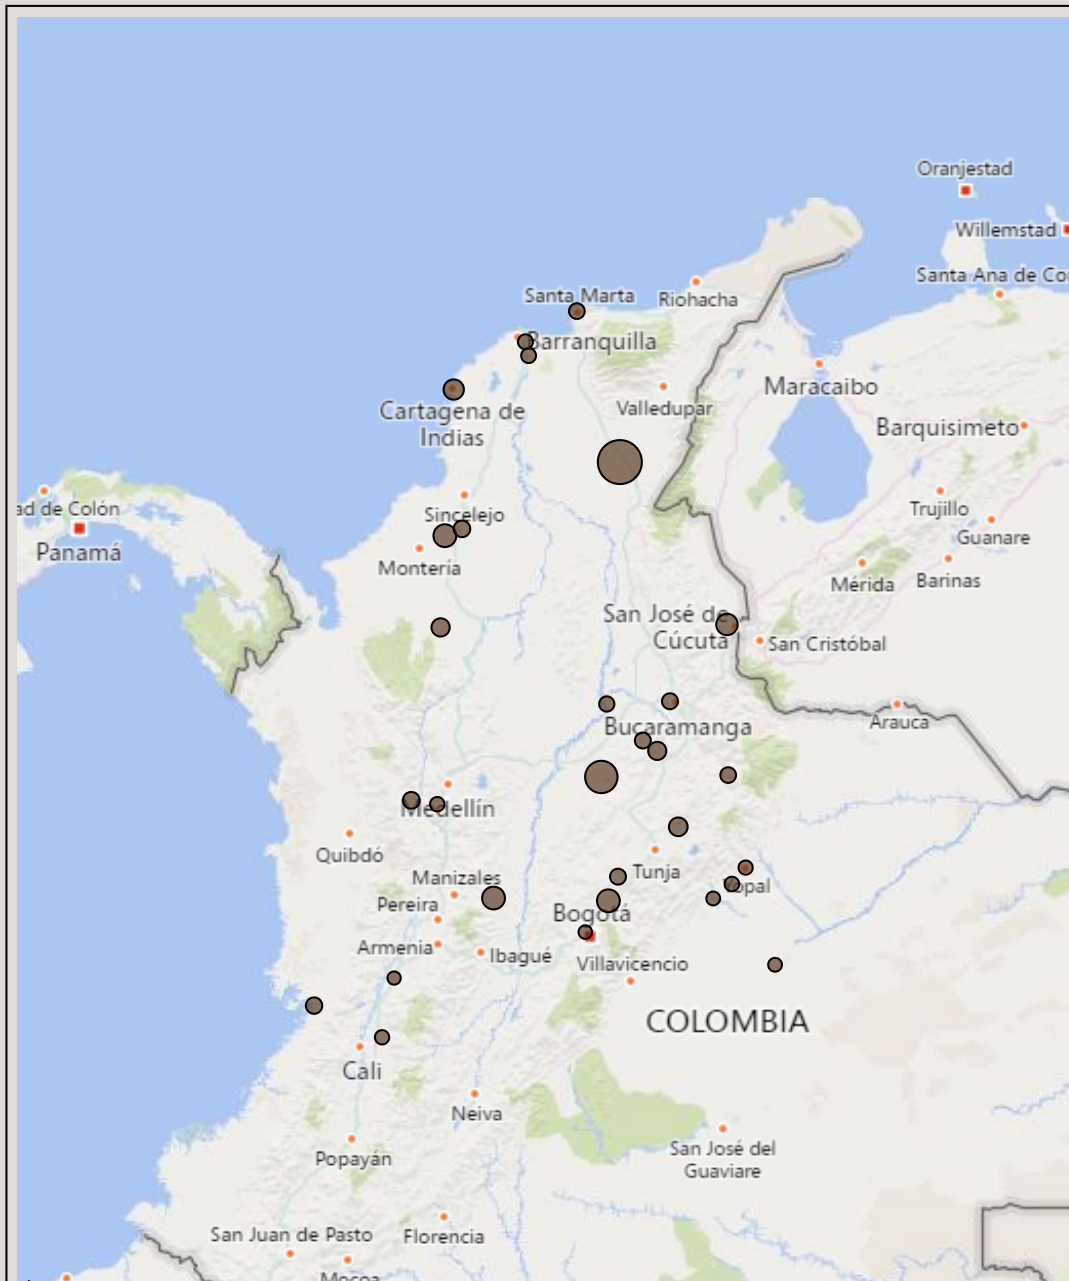 Oranjestad
Willemstad
Santa Ana de Co
Santa Marta
Riohacha
Barranquilla
Maracaibo
Valledupar
Cartagena de
Indias
Barquisimeto
ad de Colón
Sincelejo
Trujillo
Guanare
Panamá
Montería
Mérida
Barinas
San José de
Cúcuta
San Cristóbal
Arauca
Bucaramanga
Medellín
Quibdó
Tunja
Manizales
Yopal
Pereira
Bogotá
Armenia
Ibagué
Villavicencio
COLOMBIA
Cali
Neiva
San José del
Guaviare
Popayán
San Juan de Pasto
Florencia
Mocoa